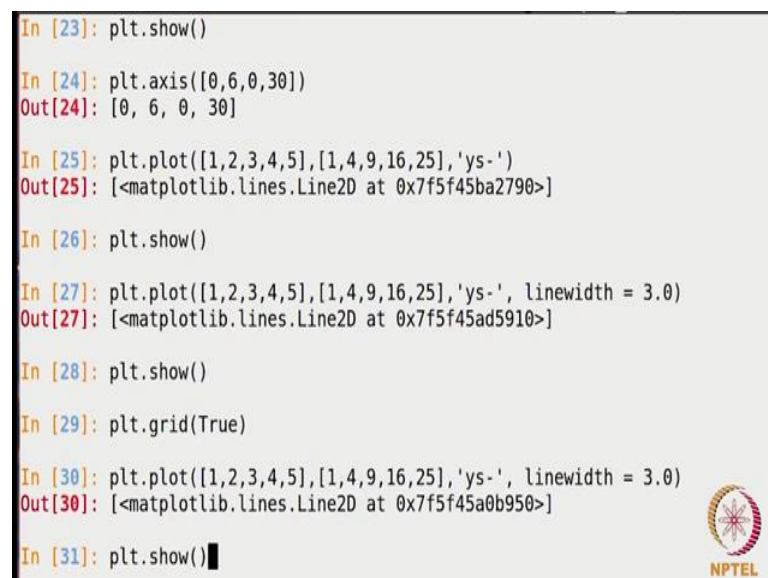 In [23]: plt.show()
In [24]: plt.axis([0,6,0,30])
Out[24]: [0, 6, 0, 30]
In [25]: plt.plot([1,2,3,4,5],[1,4,9,16,25],'ys-')
Out[25]: [<matplotlib.lines.Line2D at 0x7f5f45ba2790>]
In [26]: plt.show()
In [27]: plt.plot([1,2,3,4,5],[1,4,9,16,25],'ys-', linewidth = 3.0)
Out[27]: [<matplotlib.lines.Line2D at 0x7f5f45ad5910>]
In [28]: plt.show()
In [29]: plt.grid(True)
In [30]: plt.plot([1,2,3,4,5],[1,4,9,16,25],'ys-', linewidth = 3.0)
Out[30]: [<matplotlib.lines.Line2D at 0x7f5f45a0b950>]
In [31]: plt.show()
NPTEL